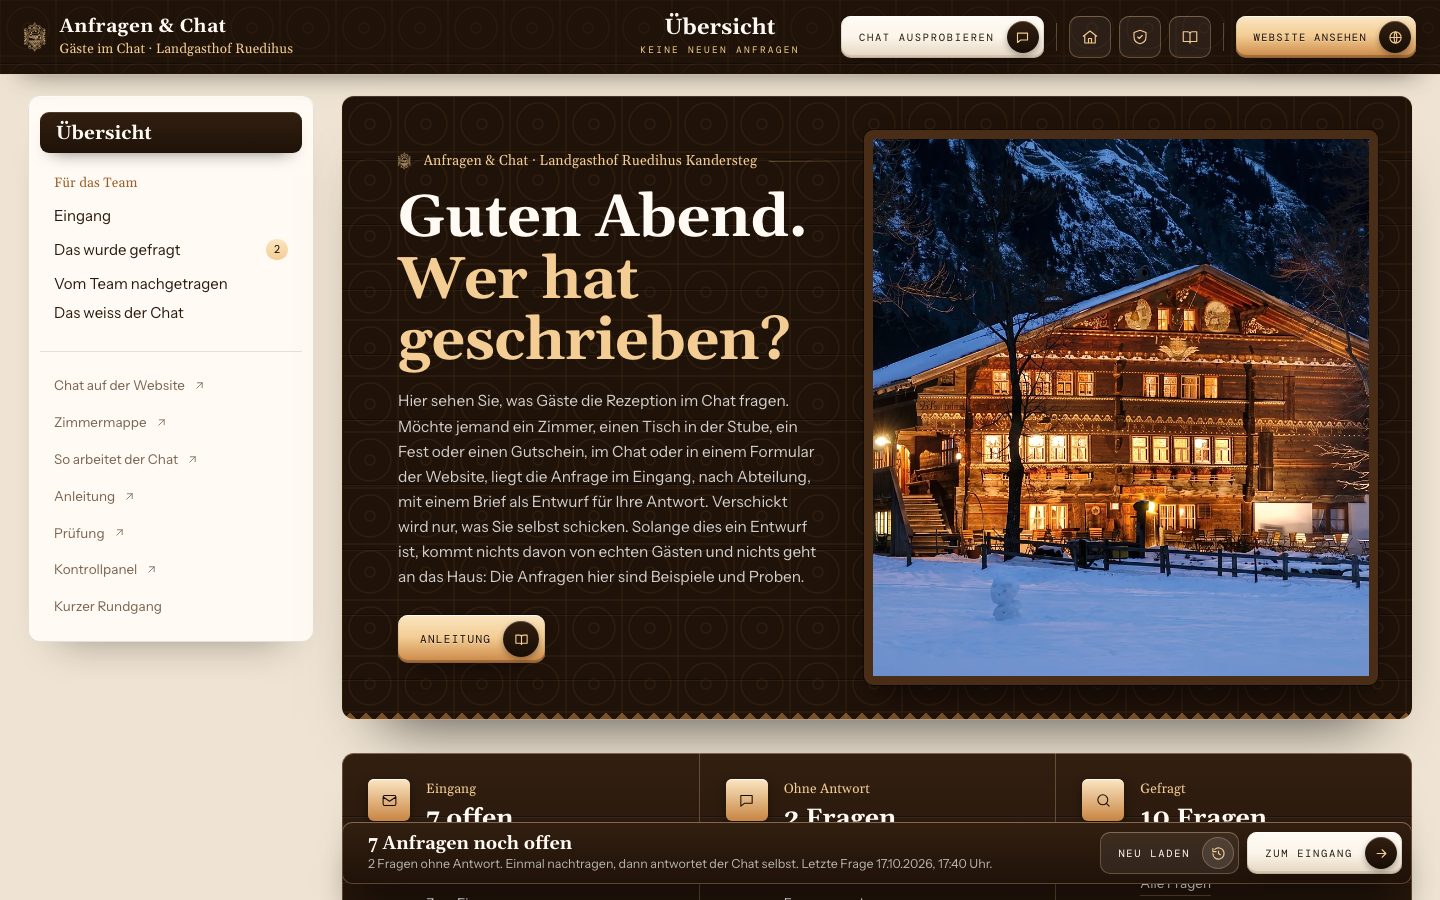 Anfragen & Chat
Gäste im Chat · Landgasthof Ruedihus
Übersicht
KEINE NEUEN ANFRAGEN
CHAT AUSPROBIEREN
WEBSITE ANSEHEN
Übersicht
Für das Team
Eingang
Das wurde gefragt
2
Vom Team nachgetragen
Das weiss der Chat
Chat auf der Website
Zimmermappe
So arbeitet der Chat
Anleitung
Prüfung
Kontrollpanel
Kurzer Rundgang
Anfragen & Chat · Landgasthof Ruedihus Kandersteg
Guten Abend.
Wer hat
geschrieben?
Hier sehen Sie, was Gäste die Rezeption im Chat fragen.
Möchte jemand ein Zimmer, einen Tisch in der Stube, ein
Fest oder einen Gutschein, im Chat oder in einem Formular
der Website, liegt die Anfrage im Eingang, nach Abteilung,
mit einem Brief als Entwurf für Ihre Antwort. Verschickt
wird nur, was Sie selbst schicken. Solange dies ein Entwurf
ist, kommt nichts davon von echten Gästen und nichts geht
an das Haus: Die Anfragen hier sind Beispiele und Proben.
ANLEITUNG
Eingang
7 offen
Ohne Antwort
2 Fragen
Gefragt
10 Fragen
7 Anfragen noch offen
2 Fragen ohne Antwort. Einmal nachtragen, dann antwortet der Chat selbst. Letzte Frage 17.10.2026, 17:40 Uhr.
NEU LADEN
ZUM EINGANG
Alle Fragen